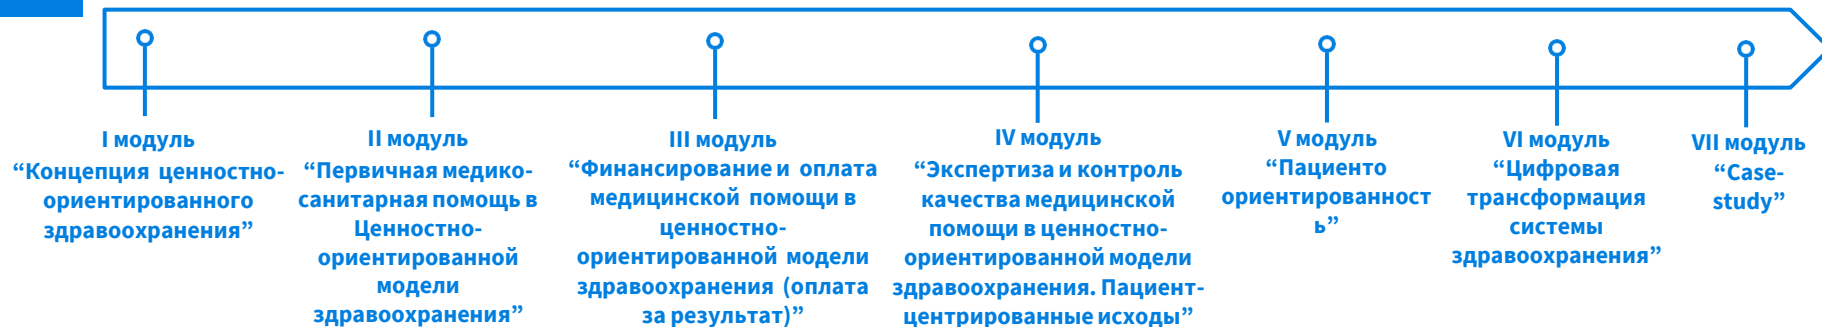 I модуль
“Концепция ценностно-
ориентированного
здравоохранения”
II модуль
“Первичная медико-
санитарная помощь в
Ценностно-
ориентированной
модели
здравоохранения”
III модуль
“Финансирование и оплата
медицинской помощи в
ценностно-
ориентированной модели
здравоохранения (оплата
за результат)”
IV модуль
“Экспертиза и контроль
качества медицинской
помощи в ценностно-
ориентированной модели
здравоохранения. Пациент-
центрированные исходы”
V модуль
“Пациенто
ориентированност
ь”
VI модуль
“Цифровая
трансформация
системы
здравоохранения”
VII модуль
“Case-
study”